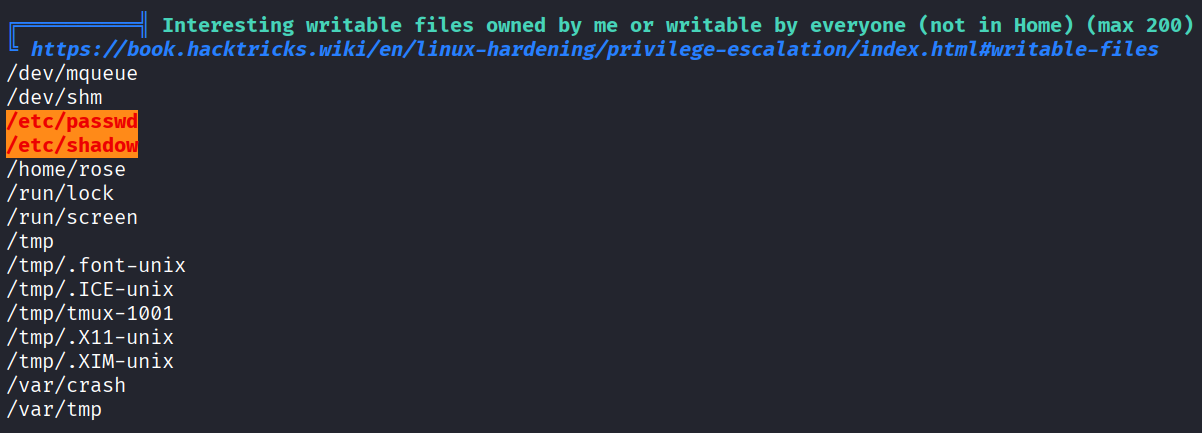 ╔══════════╣ Interesting writable files owned by me or writable by everyone (not in Home) (max 200)
╚ https://book.hacktricks.wiki/en/linux-hardening/privilege-escalation/index.html#writable-files
/dev/mqueue
/dev/shm
/etc/passwd
/etc/shadow
/home/rose
/run/lock
/run/screen
/tmp
/tmp/.font-unix
/tmp/.ICE-unix
/tmp/tmux-1001
/tmp/.X11-unix
/tmp/.XIM-unix
/var/crash
/var/tmp